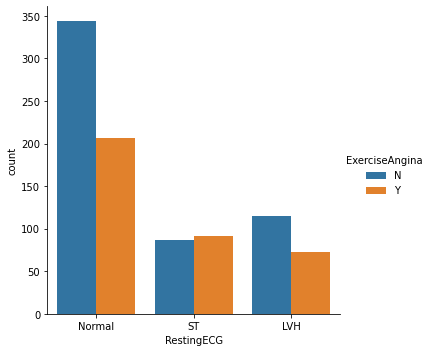 350
300
250
200
150
100
50
0
count
Normal
ST
LVH
RestingECG
ExerciseAngina
N
Y